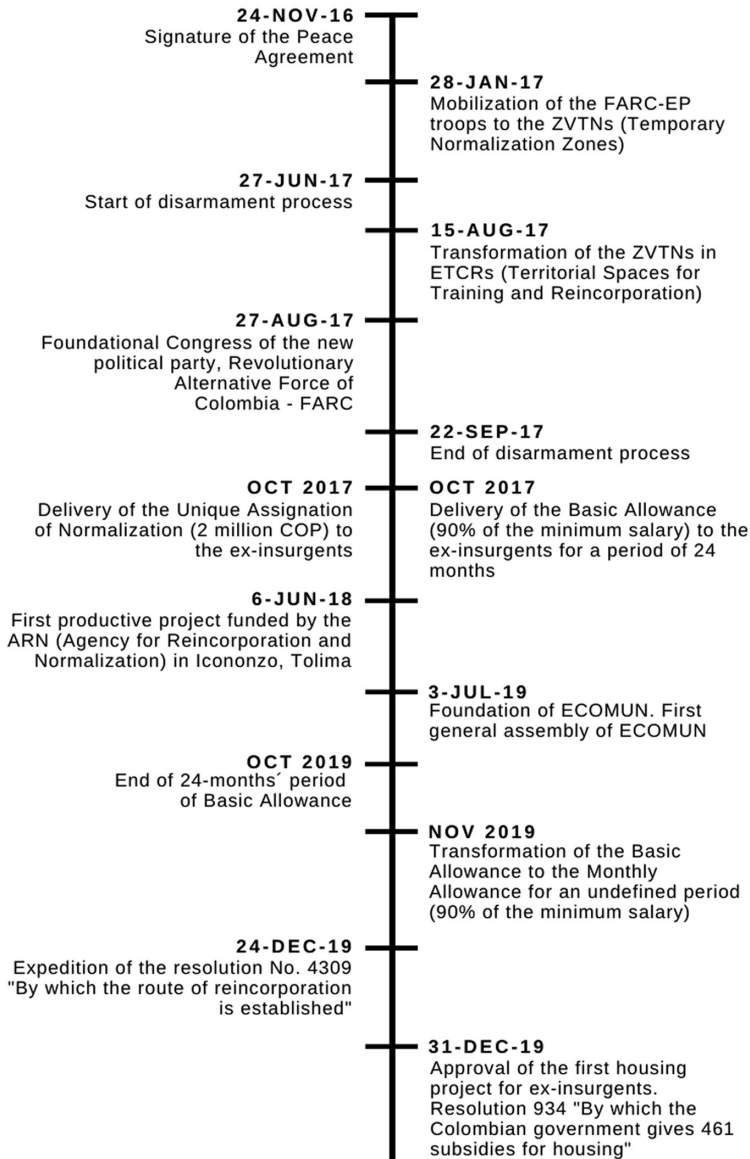 24-NOV-16
Signature of the Peace
Agreement
28-JAN-17
Mobilization of the FARC-EP
troops to the ZVTNs (Temporary
Normalization Zones)
27-JUN-17
Start of disarmament process
15-AUG-17
Transformation of the ZVTNs in
ETCRs (Territorial Spaces for
Training and Reincorporation)
27-AUG-17
Foundational Congress of the new
political party, Revolutionary
Alternative Force of
Colombia - FARC
22-SEP-17
End of disarmament process
OCT 2017
Delivery of the Unique Assignation
of Normalization (2 million COP) to
the ex-insurgents
OCT 2017
Delivery of the Basic Allowance
(90% of the minimum salary) to the
ex-insurgents for a period of 24
months
6-JUN-18
First productive project funded by the
ARN (Agency for Reincorporation and
Normalization) in Icononzo, Tolima
3-JUL-19
Foundation of ECOMUN. First
general assembly of ECOMUN
OCT 2019
End of 24-months´ period
of Basic Allowance
NOV 2019
Transformation of the Basic
Allowance to the Monthly
Allowance for an undefined period
(90% of the minimum salary)
24-DEC-19
Expedition of the resolution No. 4309
"By which the route of reincorporation
is established"
31-DEC-19
Approval of the first housing
project for ex-insurgents.
Resolution 934 "By which the
Colombian government gives 461
subsidies for housing"